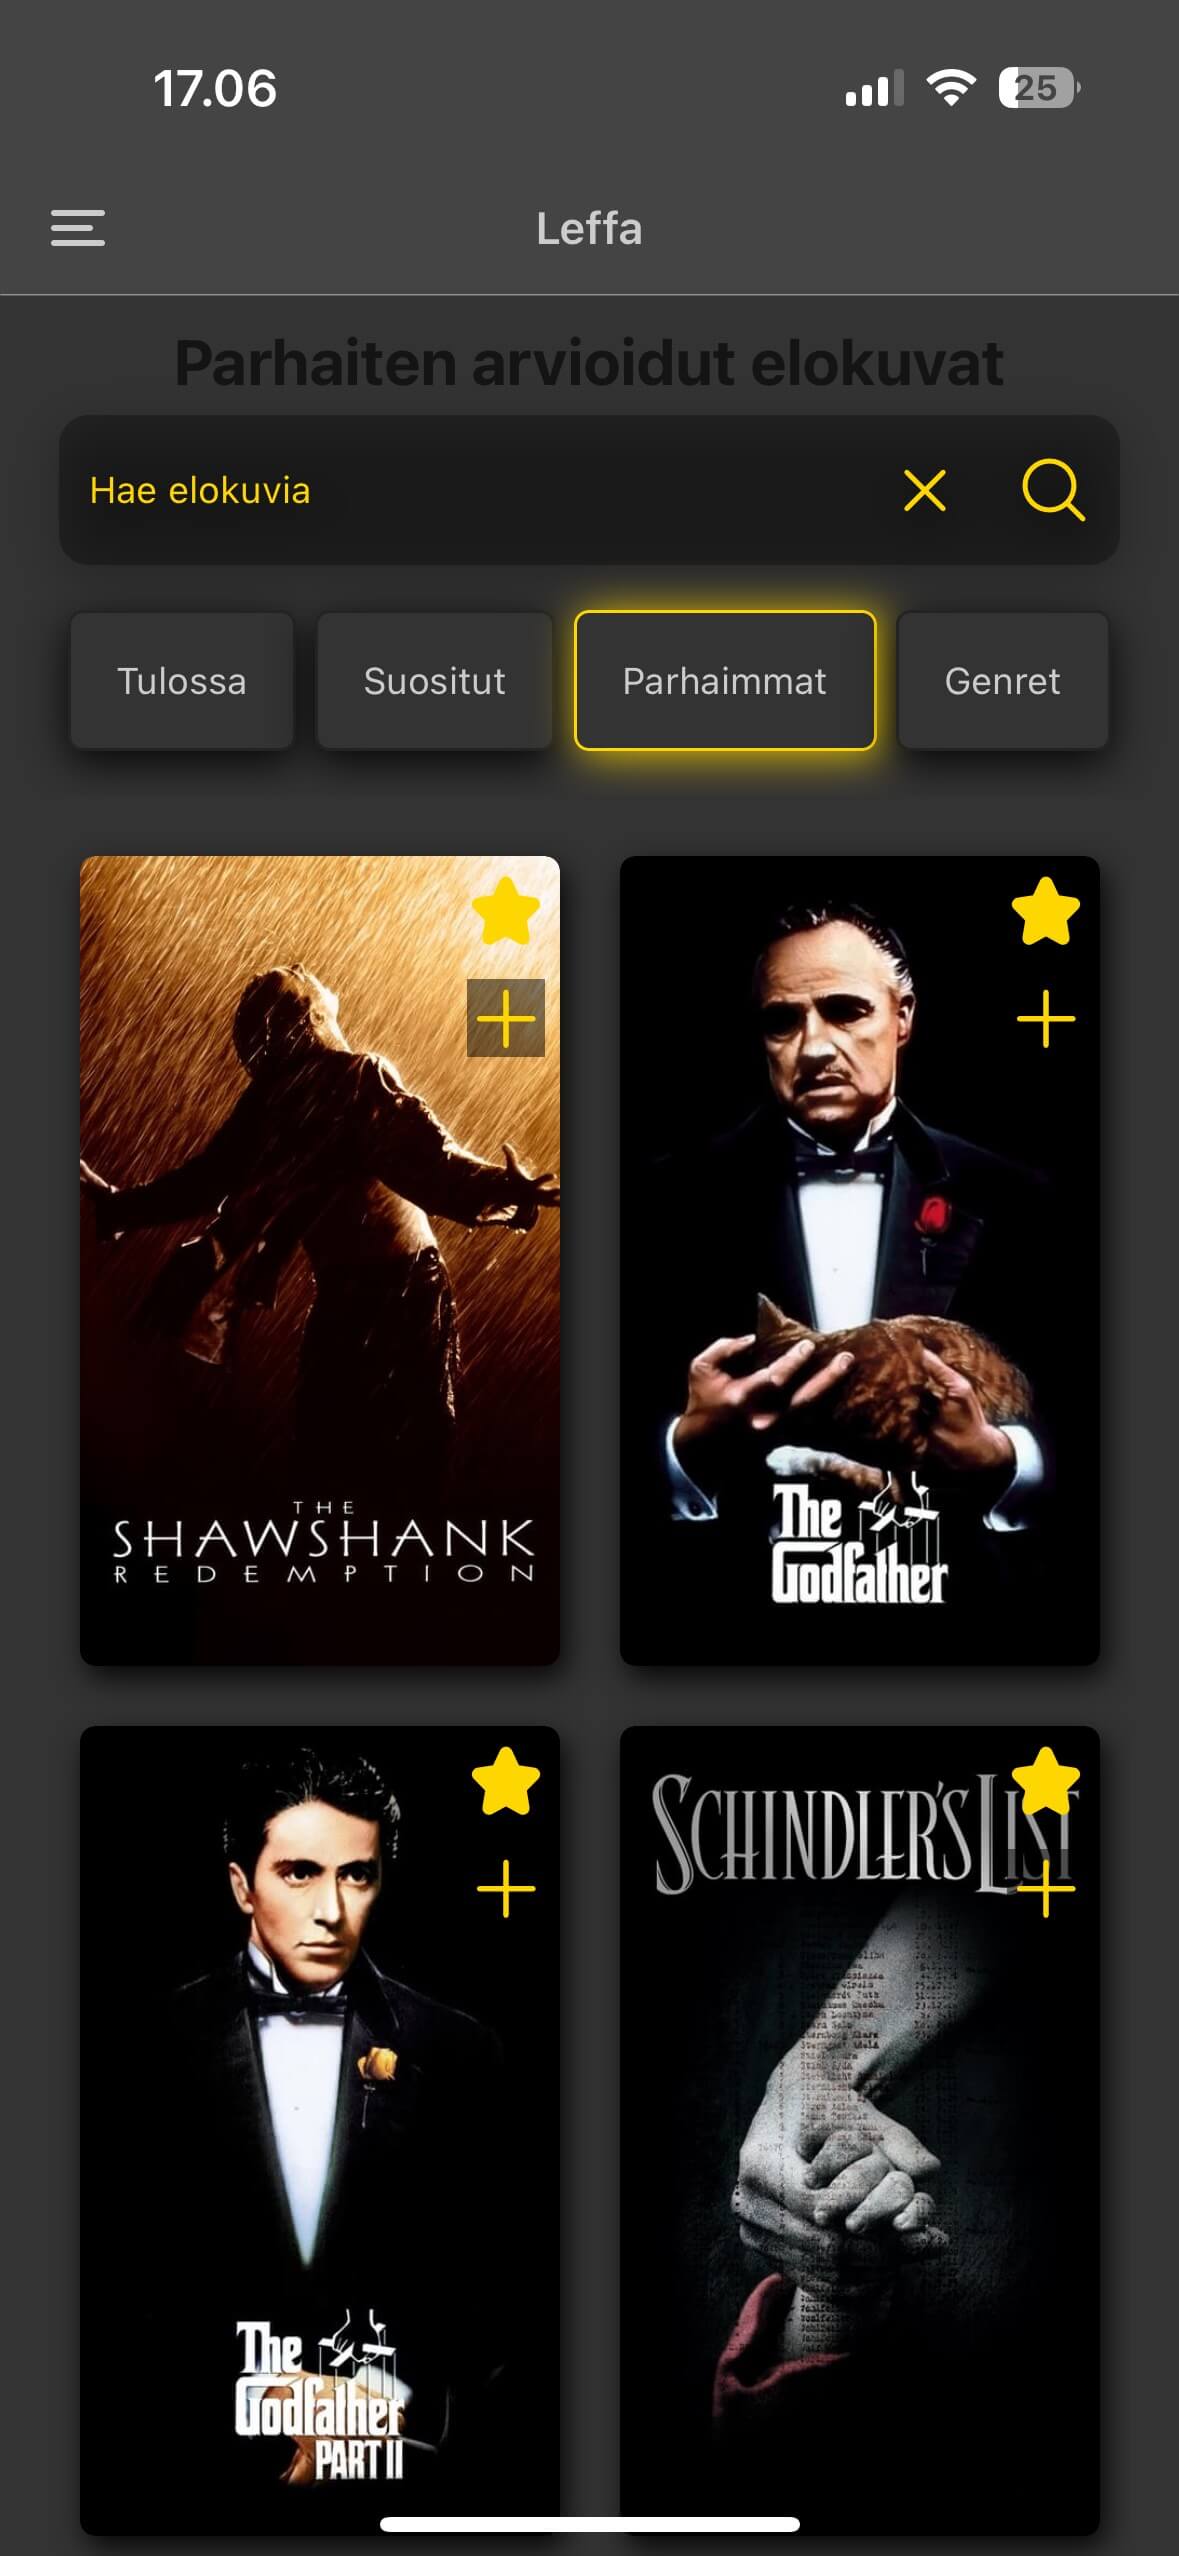 17.06
25
Leffa
Parhaiten arvioidut elokuvat
Hae elokuvia
Tulossa
Suositut
Parhaimmat
Genret
THE
SHAWSHANK
REDEMPTION
The
Godfather
SCHINDLER'S LIST
The
Godfather
PART II